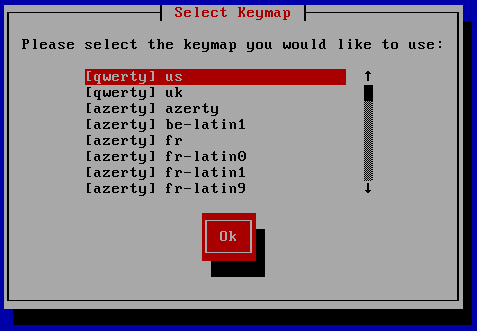 Select Keymap
Please select the keymap you would like to use:
[qwerty] us
[qwerty] uk
[azerty] azerty
[azerty] be-latin1
[azerty] fr
[azerty] fr-latin0
[azerty] fr-latin1
[azerty] fr-latin9
Ok